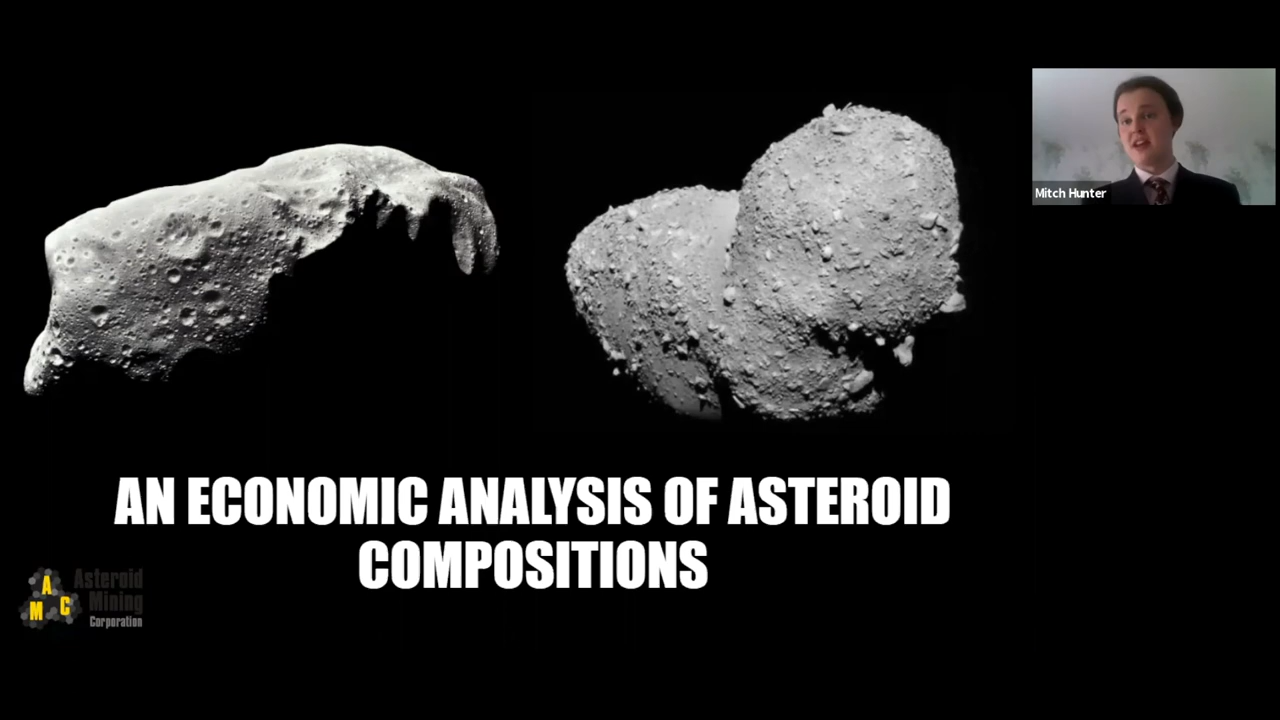 Mitch Hunter
AN ECONOMIC ANALYSIS OF ASTEROID
COMPOSITIONS
A
M C
Asteroid
Mining
Corporation